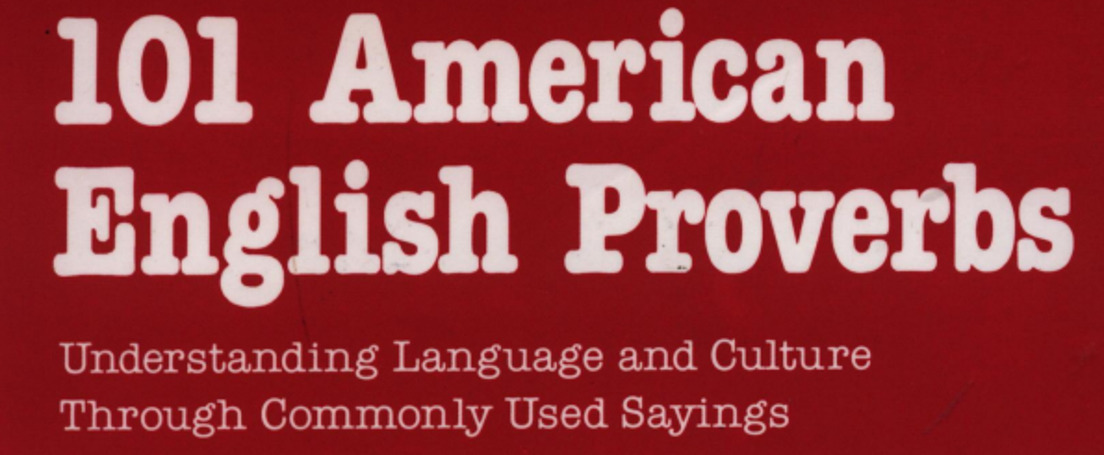 101 American
English Proverbs
Understanding Language and Culture
Through Commonly Used Sayings